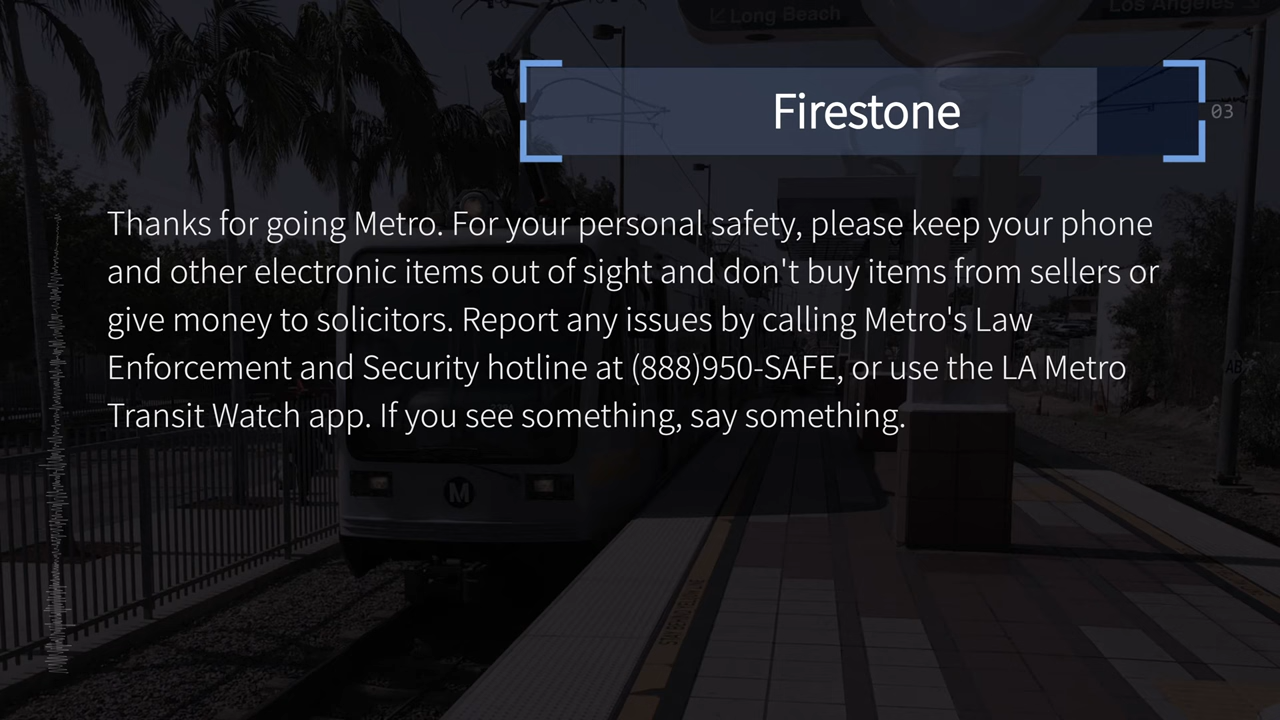 Long Beach
Los Angeles
Firestone
03
Thanks for going Metro. For your personal safety, please keep your phone
and other electronic items out of sight and don't buy items from sellers or
give money to solicitors. Report any issues by calling Metro's Law
Enforcement and Security hotline at (888)950-SAFE, or use the LA Metro
Transit Watch app. If you see something, say something.
M